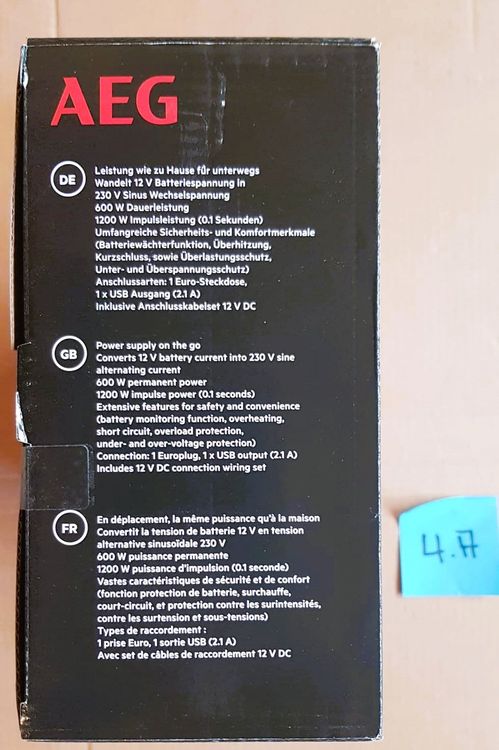 AEG
DE
Leistung wie zu Hause für unterwegs
Wandelt 12 V Batteriespannung in
230 V Sinus Wechselspannung
600 W Dauerleistung
1200 W Impulsleistung (0.1 Sekunden)
Umfangreiche Sicherheits- und Komfortmerkmale
(Batteriewächterfunktion, Überhitzung,
Kurzschluss, sowie Überlastungsschutz,
Unter- und Überspannungsschutz)
Anschlussarten: 1 Euro-Steckdose,
1 x USB Ausgang (2.1 A)
Inklusive Anschlusskabelset 12 V DC
GB
Power supply on the go
Converts 12 V battery current into 230 V sine
alternating current
600 W permanent power
1200 W impulse power (0.1 seconds)
Extensive features for safety and convenience
(battery monitoring function, overheating,
short circuit, overload protection,
under- and over-voltage protection)
Connection: 1 Europlug, 1 x USB output (2.1 A)
Includes 12 V DC connection wiring set
FR
En déplacement, la même puissance qu'à la maison
Convertit la tension de batterie 12 V en tension
alternative sinusoïdale 230 V
600 W puissance permanente
1200 W puissance d'impulsion (0.1 seconde)
Vastes caractéristiques de sécurité et de confort
(fonction protection de batterie, surchauffe,
court-circuit, et protection contre les surintensités,
contre les surtension et sous-tensions)
Types de raccordement :
1 prise Euro, 1 sortie USB (2.1 A)
Avec set de câbles de raccordement 12 V DC
4.A